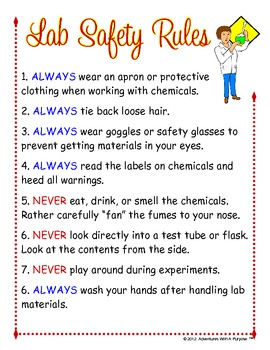 Lab Safety Rules
1. ALWAYS wear an apron or protective
clothing when working with chemicals.
2. ALWAYS tie back loose hair.
3. ALWAYS wear goggles or safety glasses to
prevent getting materials in your eyes.
4. ALWAYS read the labels on chemicals and
heed all warnings.
5. NEVER eat, drink, or smell the chemicals.
Rather carefully “fan” the fumes to your nose.
6. NEVER look directly into a test tube or flask.
Look at the contents from the side.
7. NEVER play around during experiments.
6. ALWAYS wash your hands after handling lab
materials.
© 2012 Adventures With A Purpose ™